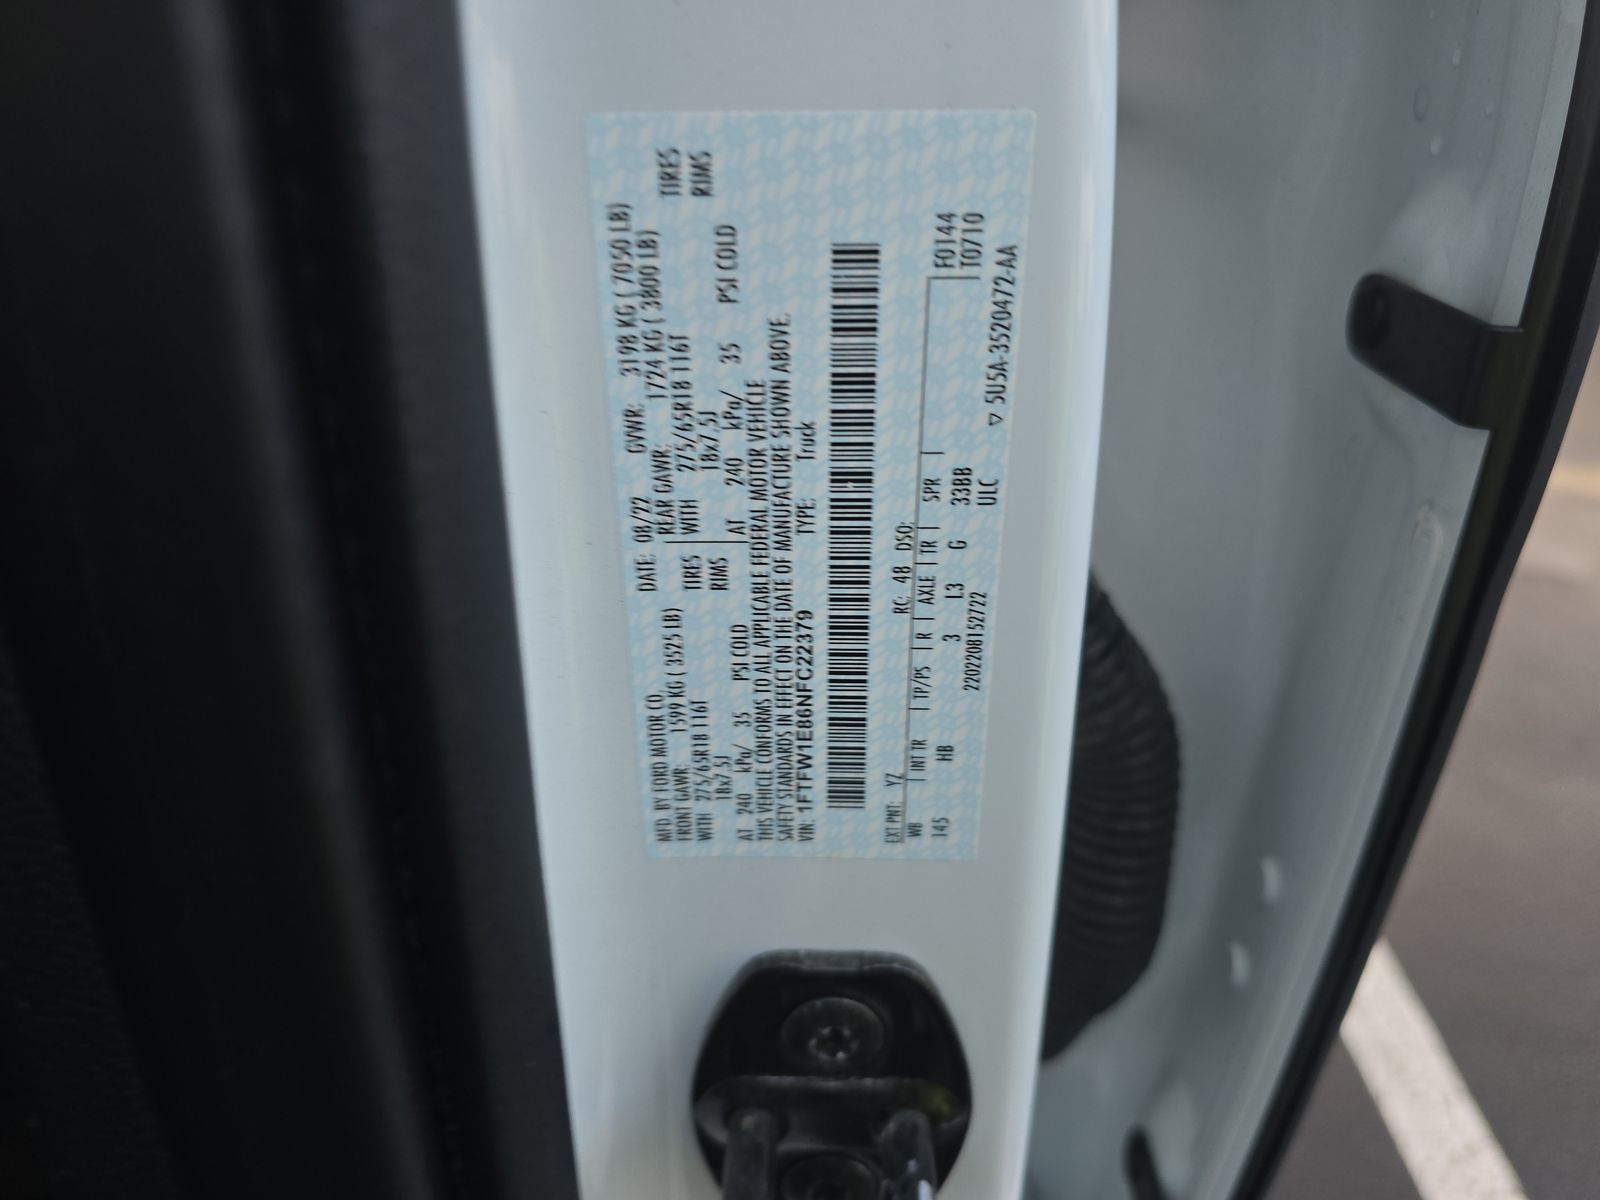 MFD. BY FORD MOTOR CO. DATE: 08/22 GVWR: 3198 KG ( 7050 LB)
FRONT GAWR: 1599 KG ( 3525 LB) REAR GAWR: 1724 KG ( 3800 LB)
WITH 275/65R18 116T TIRES WITH 275/65R18 116T TIRES
18x7.5J RIMS 18x7.5J RIMS
AT 240 kPa/ 35 PSI COLD AT 240 kPa/ 35 PSI COLD
THIS VEHICLE CONFORMS TO ALL APPLICABLE FEDERAL MOTOR VEHICLE
SAFETY STANDARDS IN EFFECT ON THE DATE OF MANUFACTURE SHOWN ABOVE.
VIN: 1FTFW1E86NFC22379 TYPE: Truck
EXT PNT: YZ RC: 48 DSO: F0144
WB INT TR TP/PS R AXLE TR SPR T0710
145 HB 3 L3 G 33BB
2202208152722 ULC
▽ 5U5A-3520472-AA